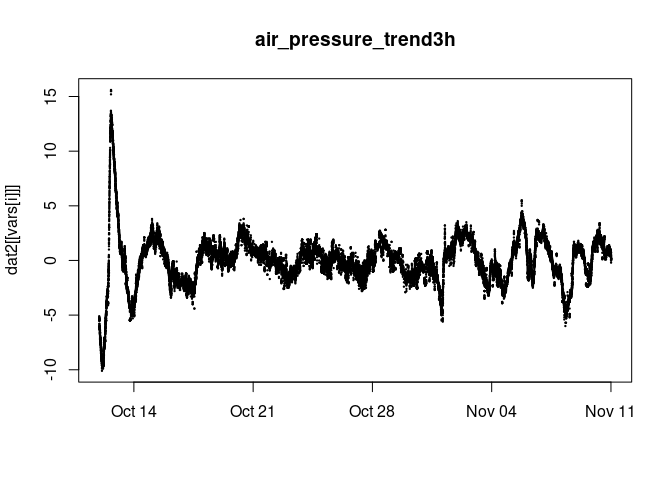 air_pressure_trend3h
dat2[[vars[i]]]
15
10
5
0
-5
-10
Oct 14
Oct 21
Oct 28
Nov 04
Nov 11